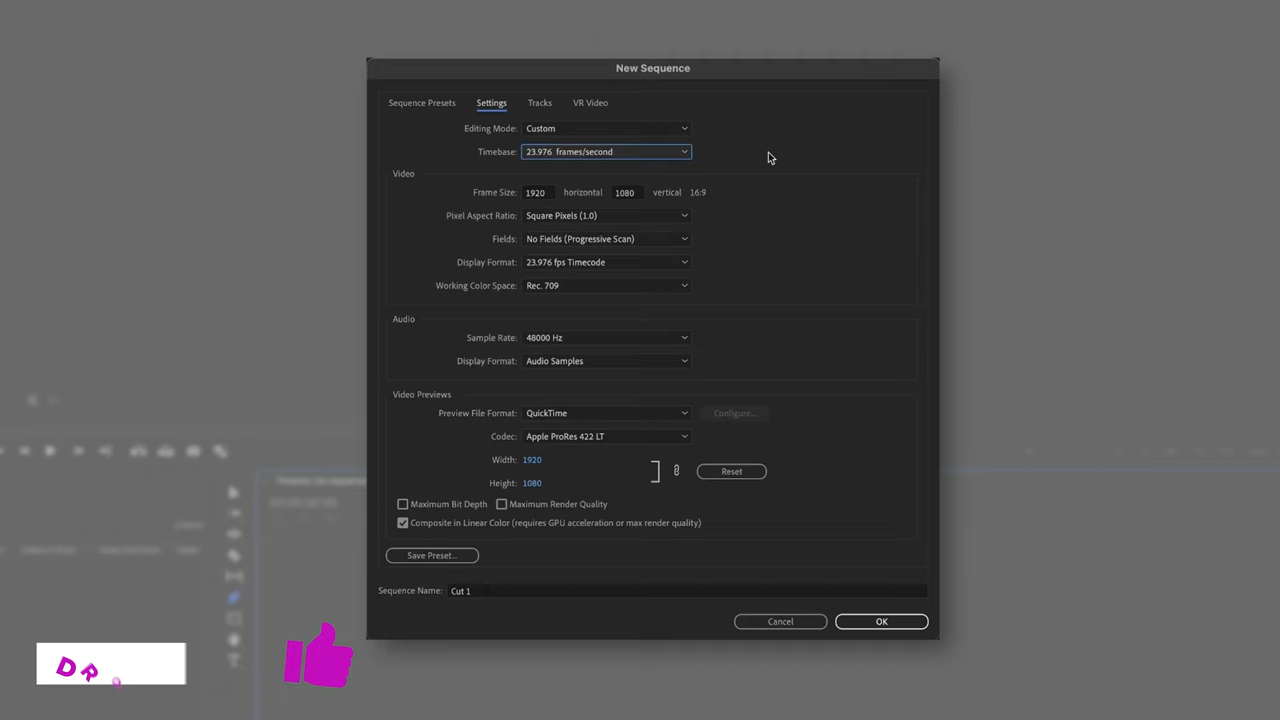 New Sequence
Sequence Presets Settings Tracks VR Video
Editing Mode: Custom
Timebase: 23.976 frames/second
Video
Frame Size: 1920 horizontal 1080 vertical 16:9
Pixel Aspect Ratio: Square Pixels (1.0)
Fields: No Fields (Progressive Scan)
Display Format: 23.976 fps Timecode
Working Color Space: Rec. 709
Audio
Sample Rate: 48000 Hz
Display Format: Audio Samples
Video Previews
Preview File Format: QuickTime Configure...
Codec: Apple ProRes 422 LT
Width: 1920
Reset
Height: 1080
Maximum Bit Depth Maximum Render Quality
Composite in Linear Color (requires GPU acceleration or max render quality)
Save Preset...
Sequence Name: Cut 1
Cancel OK
DR